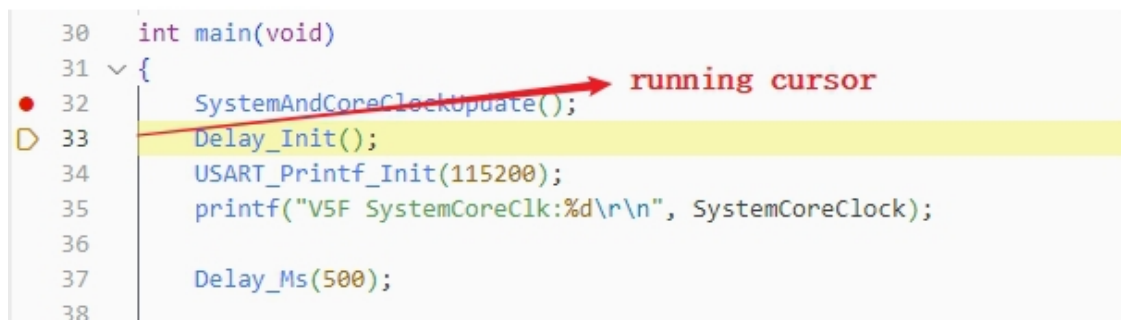 30 int main(void)
31 {
running cursor
32 SystemAndCoreClockUpdate();
33 Delay_Init();
34 USART_Printf_Init(115200);
35 printf("V5F SystemCoreClk:%d\r\n", SystemCoreClock);
36
37 Delay_Ms(500);
38